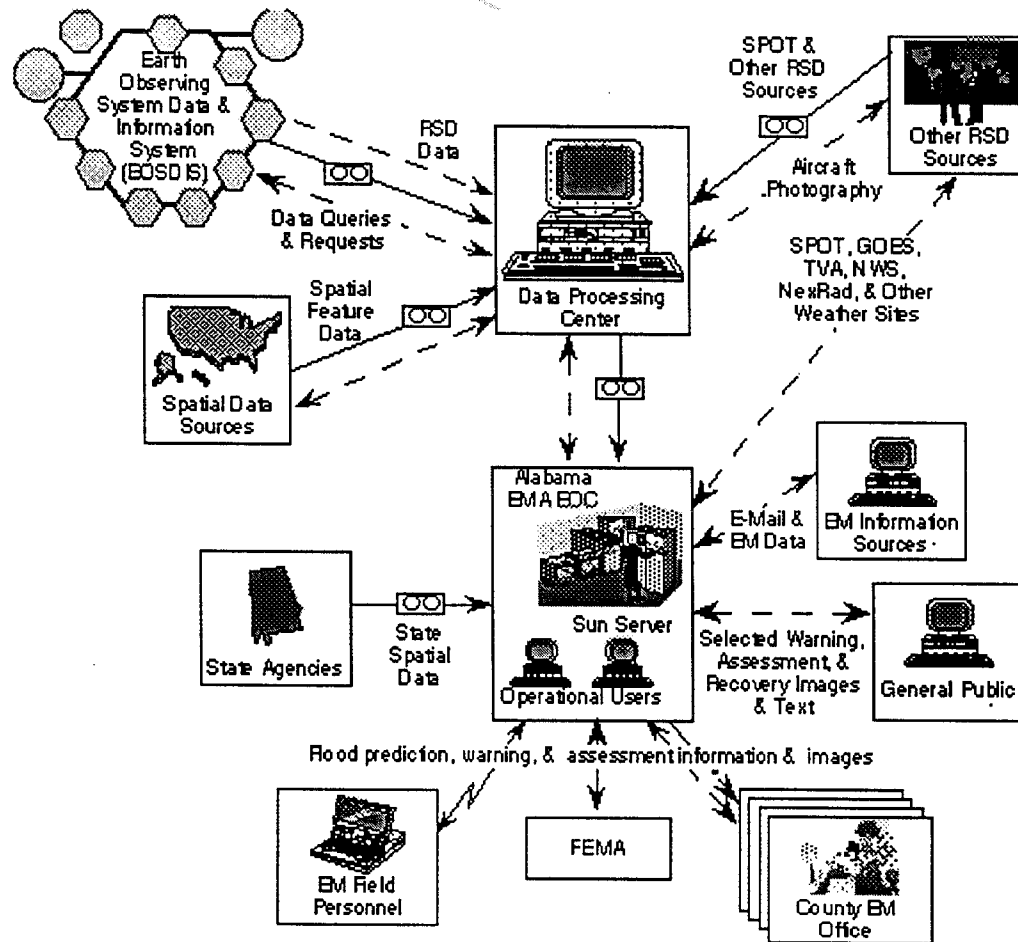 Earth
Observing
System Data &
Information
System
(EOSDIS)
RSD
Data
Data Queries
& Requests
SPOT &
Other RSD
Sources
Other RSD
Sources
Aircraft
Photography
Data Processing
Center
SPOT, GOES,
TVA, NWS,
NexRad, & Other
Weather Sites
Spatial
Feature
Data
Spatial Data
Sources
Alabama
EMA EOC
Sun Server
Operational Users
E-Mail &
EM Data
EM Information
Sources
State Agencies
State
Spatial
Data
Selected Warning,
Assessment, &
Recovery Images
& Text
General Public
Flood prediction, warning, & assessment information & images
EM Field
Personnel
FEMA
County EM
Office